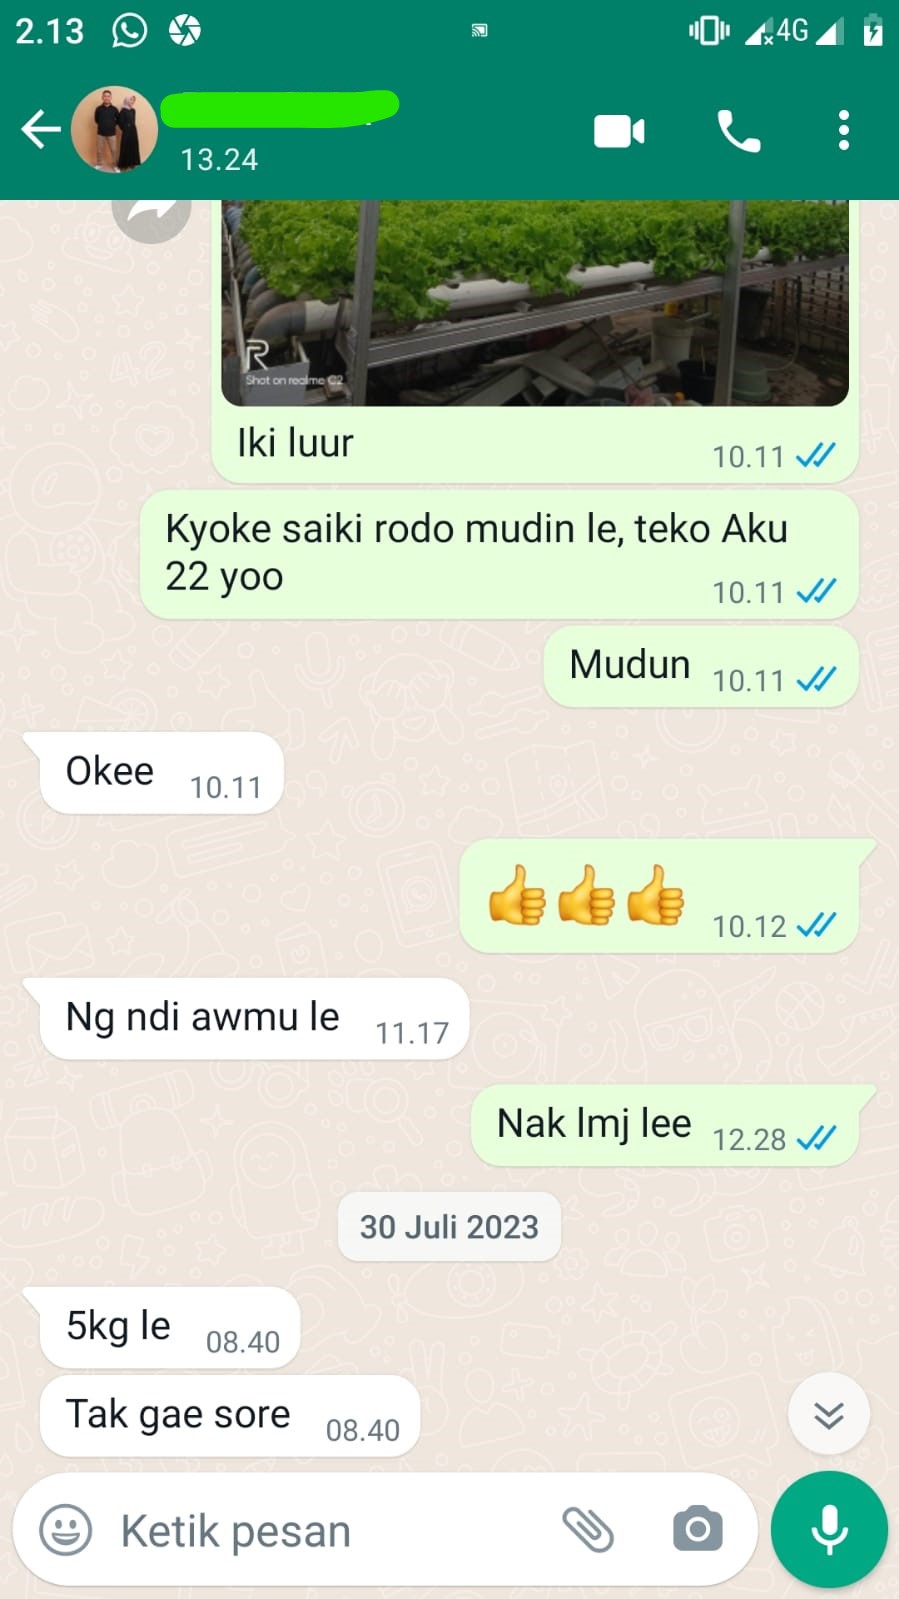 2.13
4G
13.24
R
Shot on realme C2
Iki luur
10.11
Kyoke saiki rodo mudin le, teko Aku
22 yoo
10.11
Mudun 10.11
Okee 10.11
👍👍👍 10.12
Ng ndi awmu le 11.17
Nak lmj lee 12.28
30 Juli 2023
5kg le 08.40
Tak gae sore 08.40
Ketik pesan